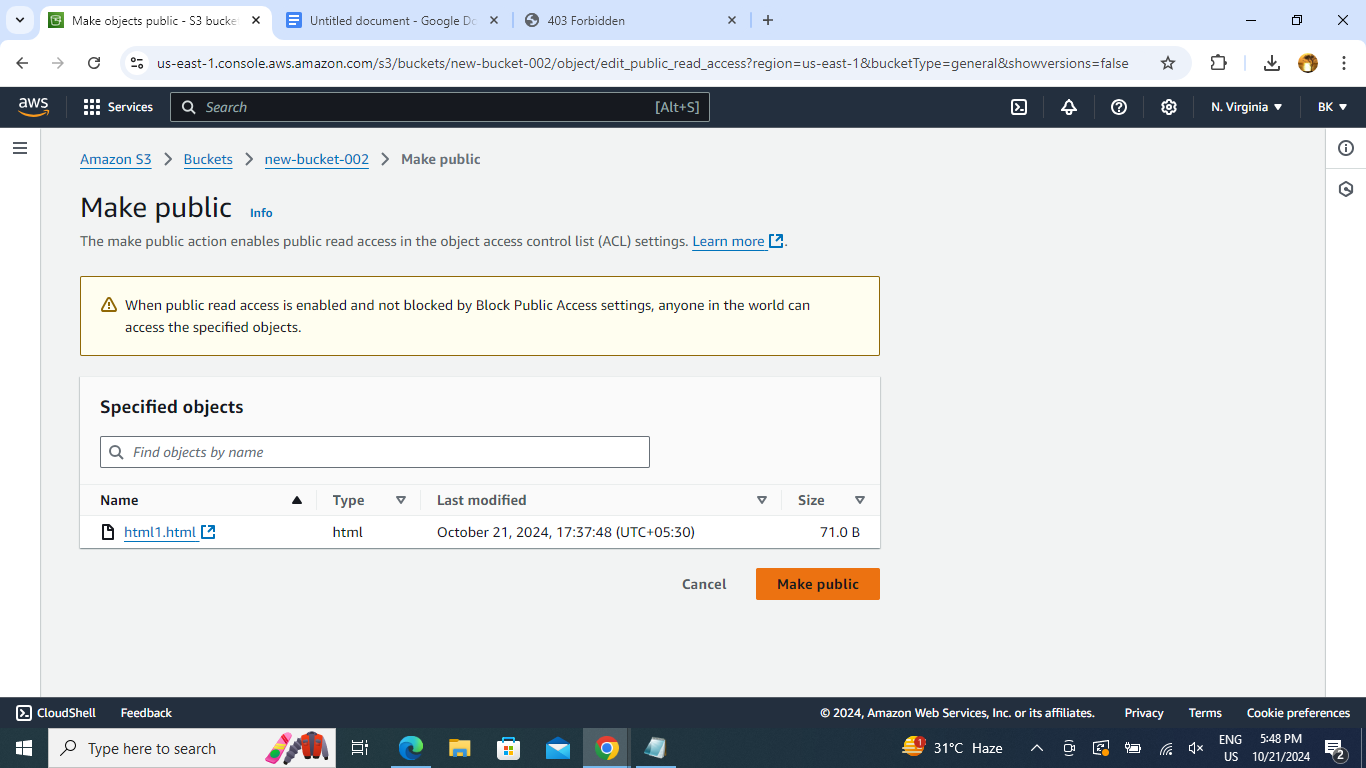 Make objects public - S3 bucke
Untitled document - Google Do
403 Forbidden
us-east-1.console.aws.amazon.com/s3/buckets/new-bucket-002/object/edit_public_read_access?region=us-east-1&bucketType=general&showversions=false
aws
Services
Search
[Alt+S]
N. Virginia
BK
Amazon S3
Buckets
new-bucket-002
Make public
Make public
Info
The make public action enables public read access in the object access control list (ACL) settings. Learn more.
When public read access is enabled and not blocked by Block Public Access settings, anyone in the world can
access the specified objects.
Specified objects
Find objects by name
Name
Type
Last modified
Size
html1.html
html
October 21, 2024, 17:37:48 (UTC+05:30)
71.0 B
Cancel
Make public
CloudShell
Feedback
© 2024, Amazon Web Services, Inc. or its affiliates.
Privacy
Terms
Cookie preferences
Type here to search
1
31°C Haze
ENG
US
5:48 PM
10/21/2024
2